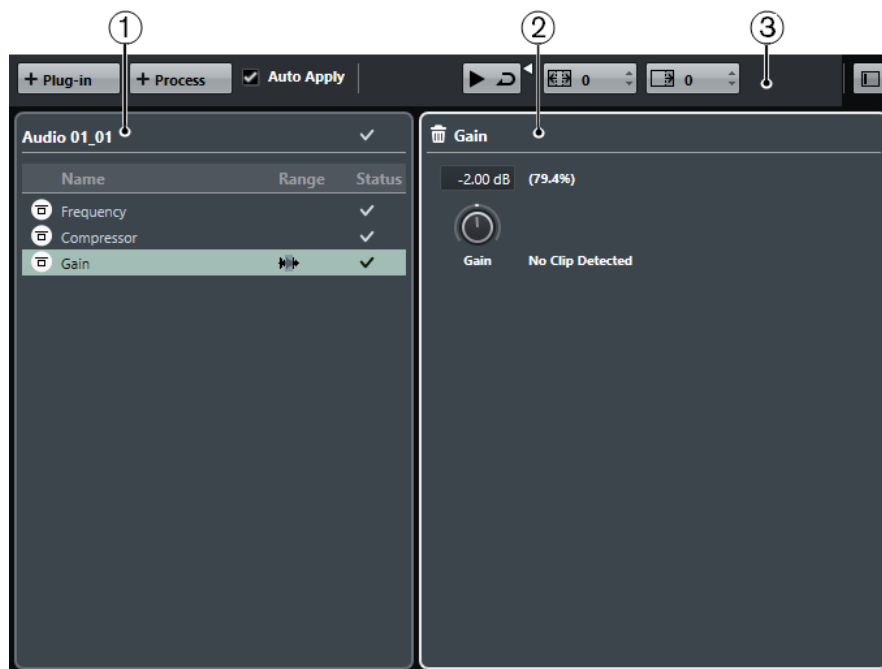 1 2 3
+ Plug-in + Process Auto Apply 0 0
Audio 01_01
Name Range Status
Frequency
Compressor
Gain
Gain
-2.00 dB (79.4%)
Gain No Clip Detected